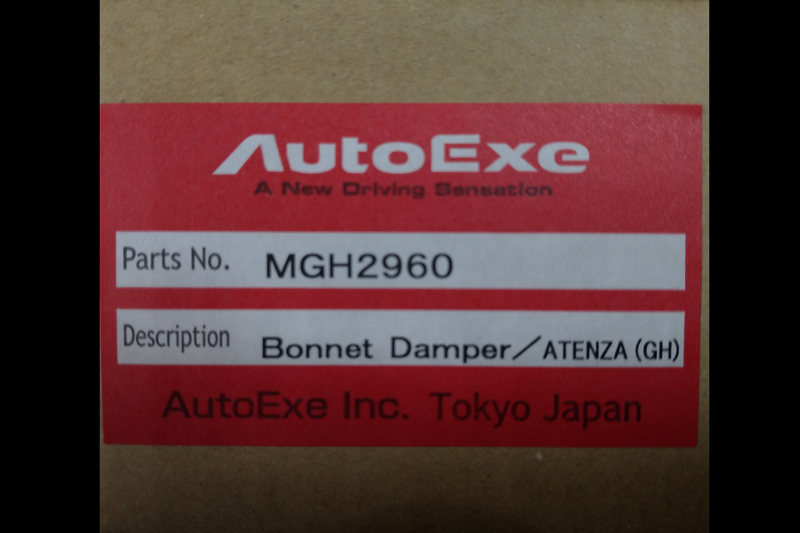 AutoExe
A New Driving Sensation
Parts No. MGH2960
Description Bonnet Damper/ATENZA(GH)
AutoExe Inc. Tokyo Japan